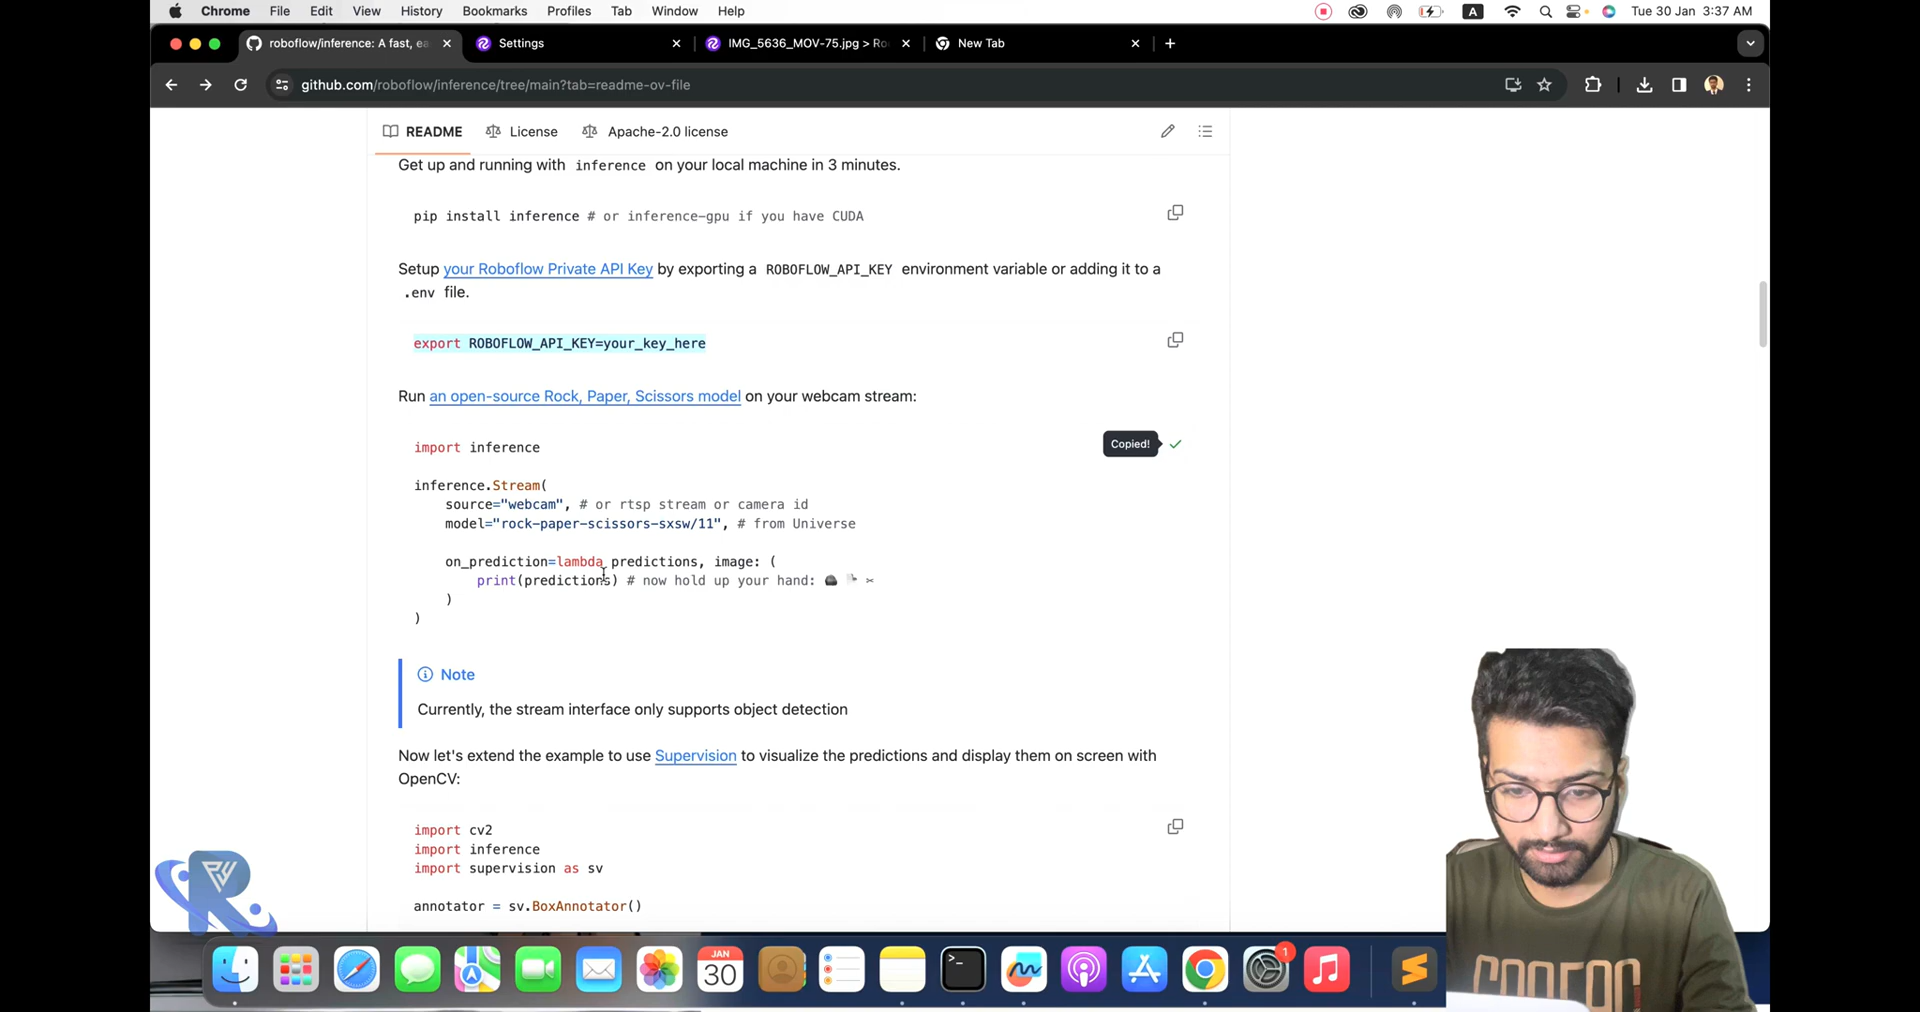 Chrome File Edit View History Bookmarks Profiles Tab Window Help
A Tue 30 Jan 3:37 AM
roboflow/inference: A fast, ea Settings IMG_5636_MOV-75.jpg > Ro New Tab
github.com/roboflow/inference/tree/main?tab=readme-ov-file
README License Apache-2.0 license
Get up and running with inference on your local machine in 3 minutes.
pip install inference # or inference-gpu if you have CUDA
Setup your Roboflow Private API Key by exporting a ROBOFLOW_API_KEY environment variable or adding it to a
.env file.
export ROBOFLOW_API_KEY=your_key_here
Run an open-source Rock, Paper, Scissors model on your webcam stream:
import inference
Copied!
inference.Stream(
source="webcam", # or rtsp stream or camera id
model="rock-paper-scissors-sxsw/11", # from Universe
on_prediction=lambda predictions, image: (
print(predictions) # now hold up your hand: 🪨 📄 ✂
)
)
Note
Currently, the stream interface only supports object detection
Now let's extend the example to use Supervision to visualize the predictions and display them on screen with
OpenCV:
import cv2
import inference
import supervision as sv
annotator = sv.BoxAnnotator()
JAN
30
1